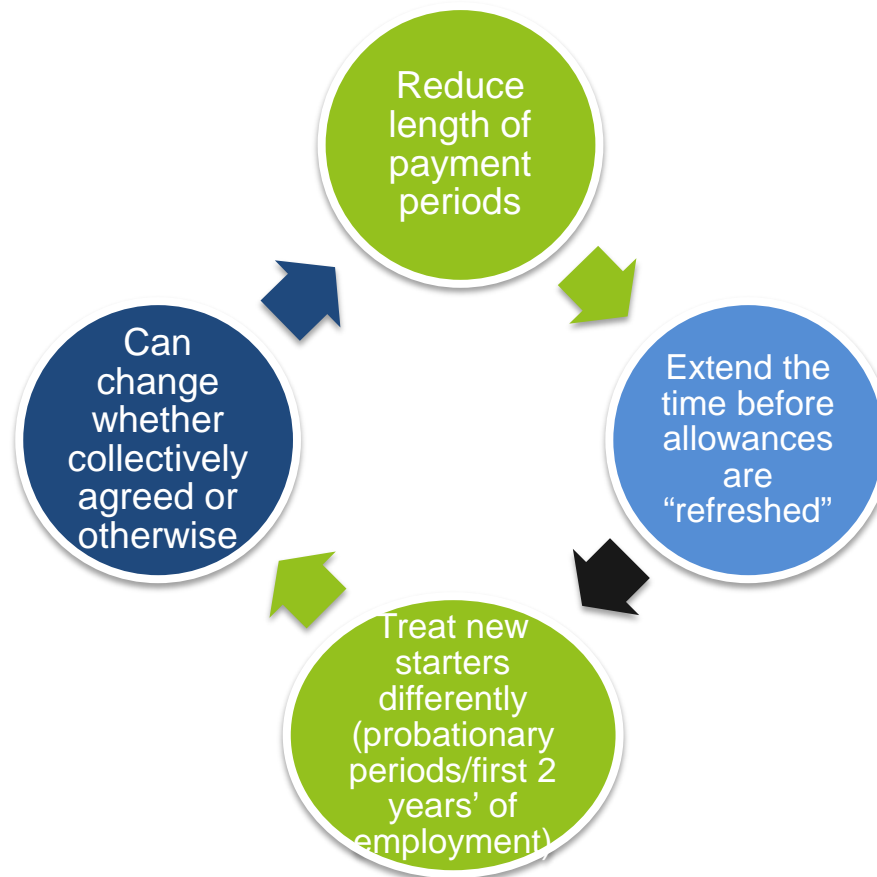 Reduce
length of
payment
periods
Can
change
whether
collectively
agreed or
otherwise
Extend the
time before
allowances
are
“refreshed”
Treat new
starters
differently
(probationary
periods/first 2
years’ of
employment)